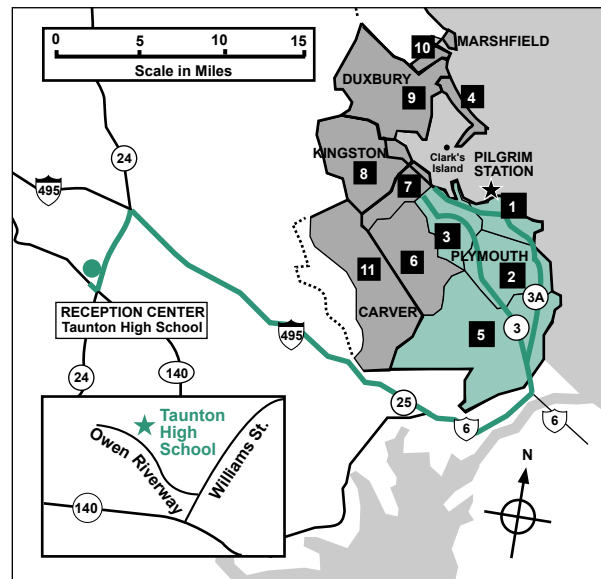 0 5 10 15
Scale in Miles
10
MARSHFIELD
DUXBURY
9
4
24
KINGSTON
Clark's
Island
PILGRIM
STATION
495
8
7
1
3
PLYMOUTH
11
6
2
3A
RECEPTION CENTER
Taunton High School
CARVER
495
5
3
24
140
25
6
6
Taunton
High
School
Owen Riverway
Williams St.
140
N